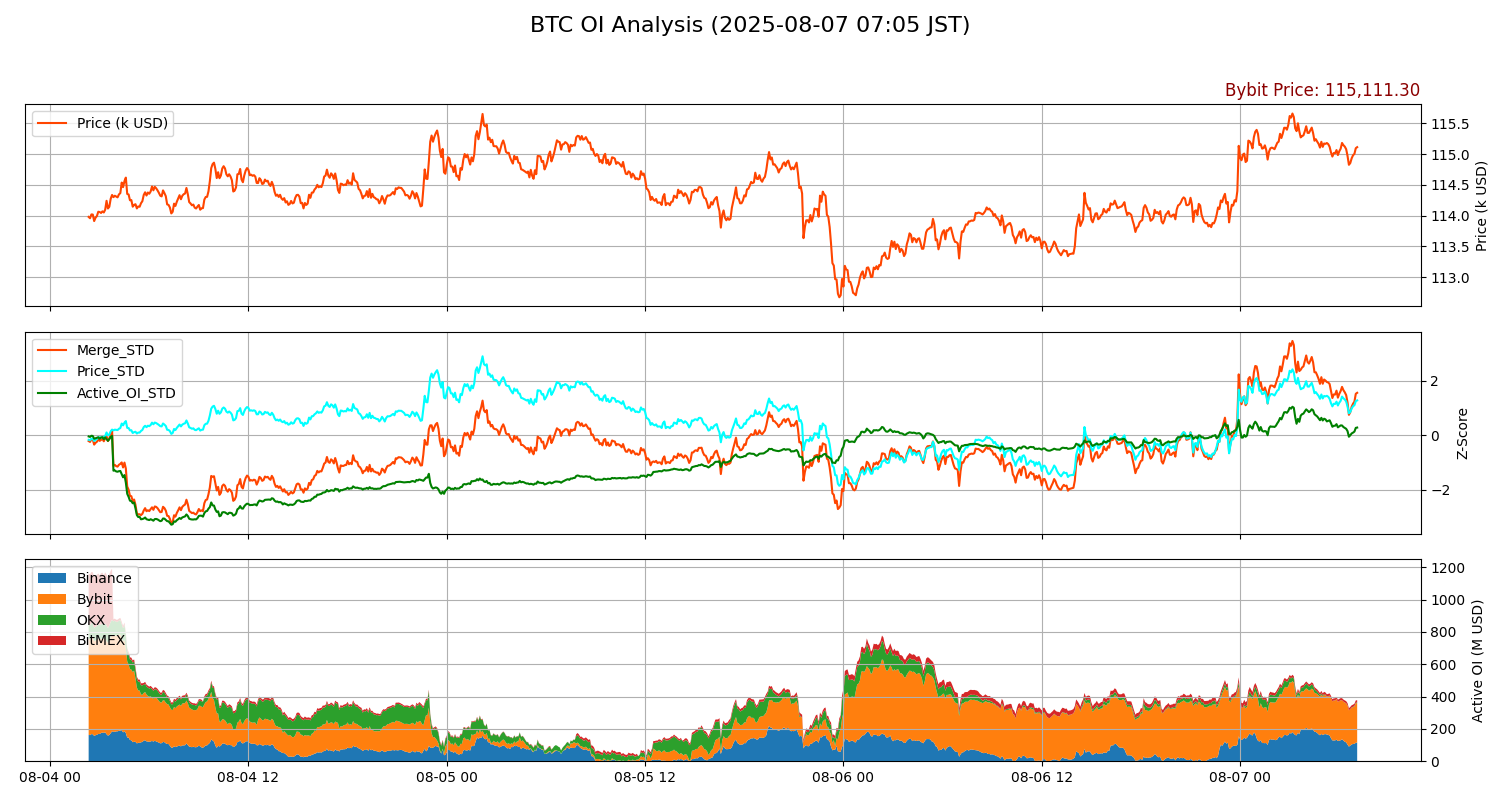 BTC OI Analysis (2025-08-07 07:05 JST)
Bybit Price: 115,111.30
Price (k USD)
115.5
115.0
114.5
114.0
113.5
113.0
Price (k USD)
Merge_STD
Price_STD
Active_OI_STD
2
0
−2
Z-Score
Binance
Bybit
OKX
BitMEX
1200
1000
800
600
400
200
0
Active OI (M USD)
08-04 00
08-04 12
08-05 00
08-05 12
08-06 00
08-06 12
08-07 00